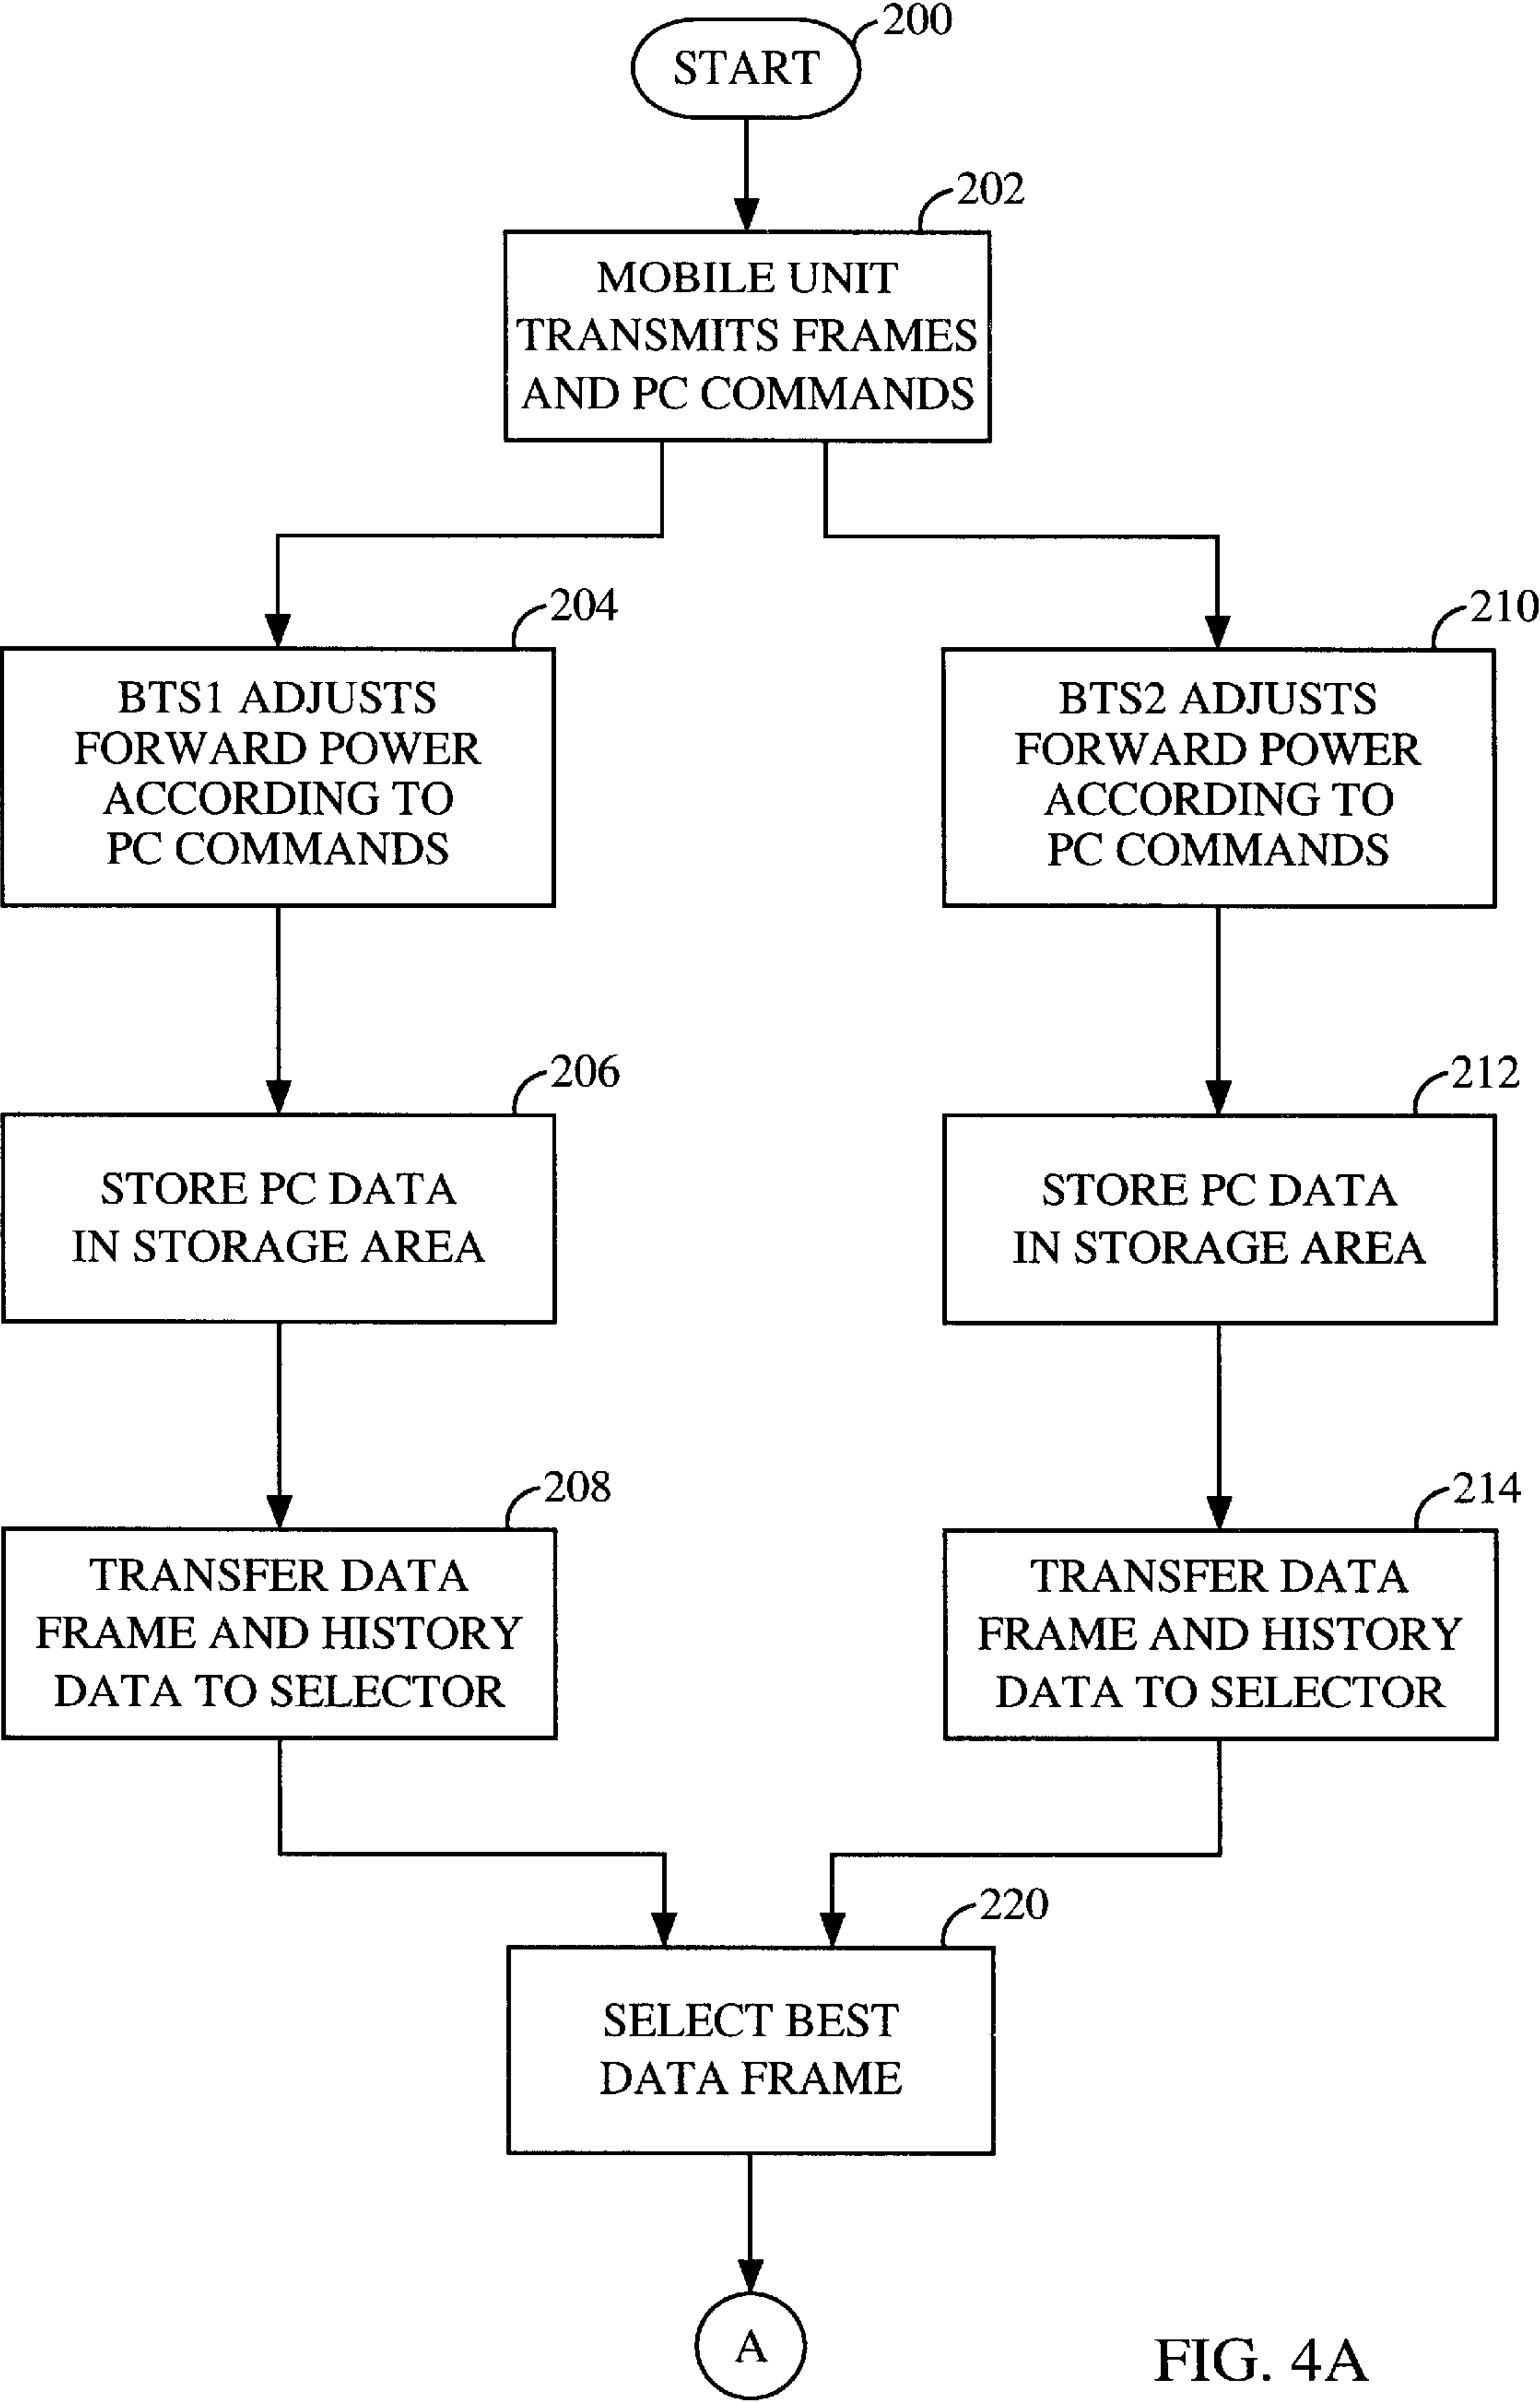 200
START
202
MOBILE UNIT
TRANSMITS FRAMES
AND PC COMMANDS
204
BTS1 ADJUSTS
FORWARD POWER
ACCORDING TO
PC COMMANDS
210
BTS2 ADJUSTS
FORWARD POWER
ACCORDING TO
PC COMMANDS
206
STORE PC DATA
IN STORAGE AREA
212
STORE PC DATA
IN STORAGE AREA
208
TRANSFER DATA
FRAME AND HISTORY
DATA TO SELECTOR
214
TRANSFER DATA
FRAME AND HISTORY
DATA TO SELECTOR
220
SELECT BEST
DATA FRAME
A
FIG. 4A